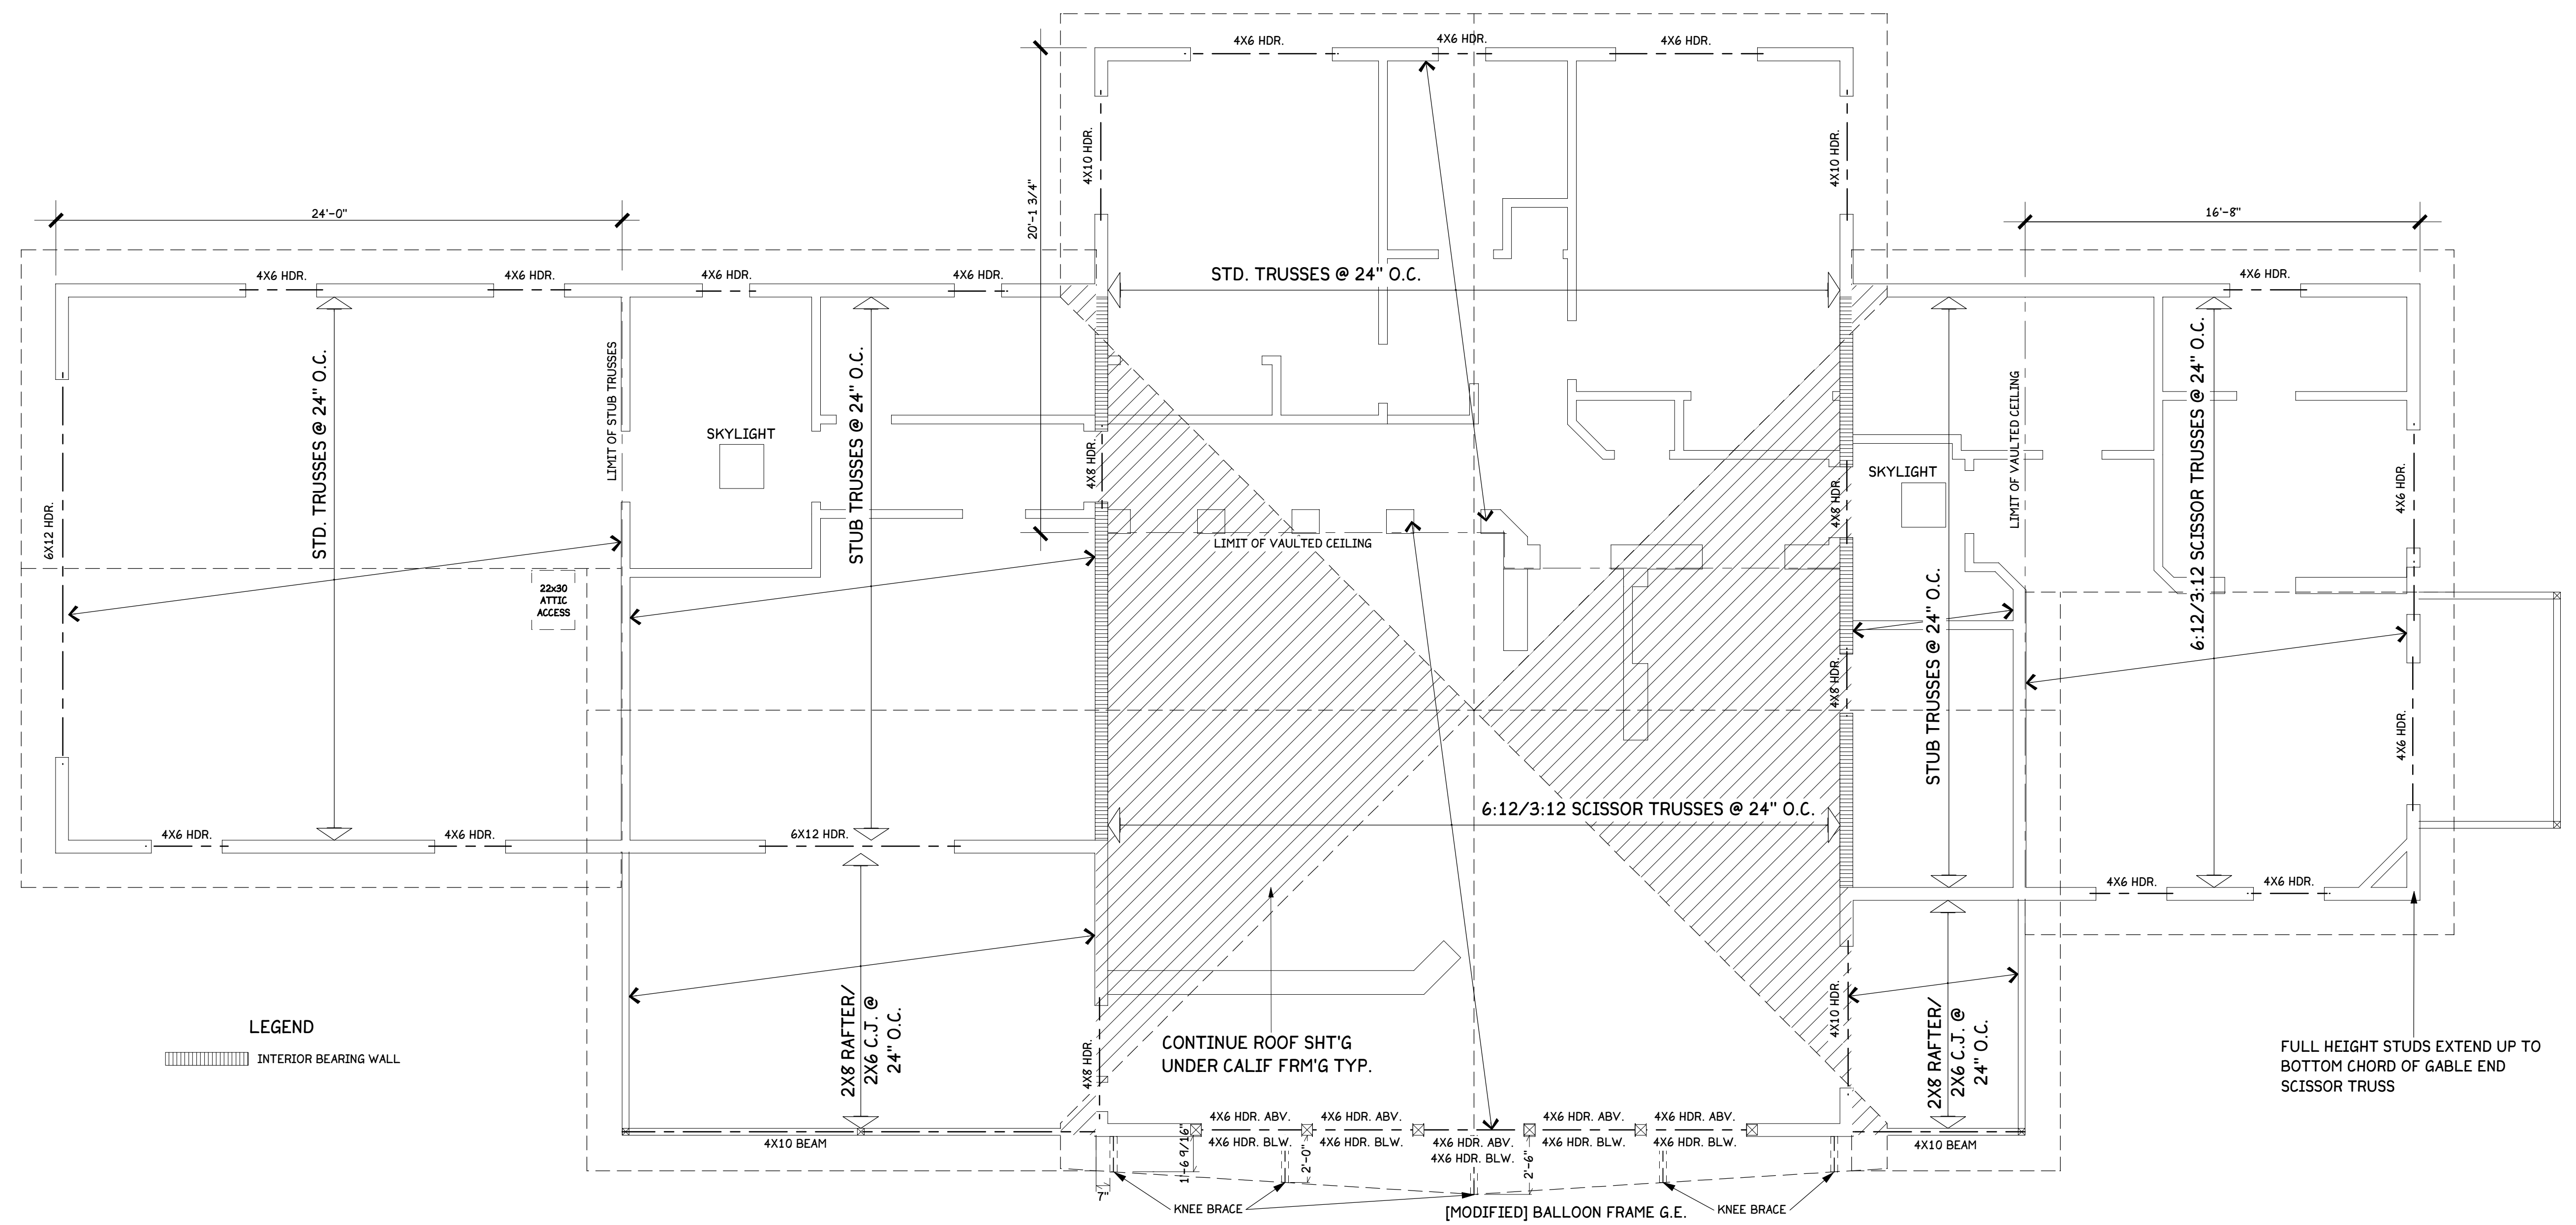 4X6 HDR.
4X6 HDR.
4X6 HDR.
4X10 HDR.
4X10 HDR.
20'-1 3/4"
24'-0"
16'-8"
4X6 HDR.
4X6 HDR.
4X6 HDR.
4X6 HDR.
STD. TRUSSES @ 24" O.C.
4X6 HDR.
STD. TRUSSES @ 24" O.C.
LIMIT OF STUB TRUSSES
STUB TRUSSES @ 24" O.C.
SKYLIGHT
4X8 HDR.
LIMIT OF VAULTED CEILING
6X12 HDR.
22x30
ATTIC
ACCESS
SKYLIGHT
4X8 HDR.
4X8 HDR.
STUB TRUSSES @ 24" O.C.
LIMIT OF VAULTED CEILING
6:12/3:12 SCISSOR TRUSSES @ 24" O.C.
4X6 HDR.
4X6 HDR.
6:12/3:12 SCISSOR TRUSSES @ 24" O.C.
4X6 HDR.
4X6 HDR.
6X12 HDR.
4X6 HDR.
4X6 HDR.
LEGEND
INTERIOR BEARING WALL
2X8 RAFTER/
2X6 C.J. @
24" O.C.
4X8 HDR.
CONTINUE ROOF SHT'G
UNDER CALIF FRM'G TYP.
4X10 HDR.
2X8 RAFTER/
2X6 C.J. @
24" O.C.
FULL HEIGHT STUDS EXTEND UP TO
BOTTOM CHORD OF GABLE END
SCISSOR TRUSS
4X10 BEAM
4X6 HDR. ABV.
4X6 HDR. ABV.
4X6 HDR. ABV.
4X6 HDR. ABV.
4X6 HDR. BLW.
4X6 HDR. BLW.
4X6 HDR. ABV.
4X6 HDR. BLW.
4X6 HDR. BLW.
4X6 HDR. BLW.
4X10 BEAM
1'-6 9/16"
2'-0"
2'-6"
7"
KNEE BRACE
[MODIFIED] BALLOON FRAME G.E.
KNEE BRACE